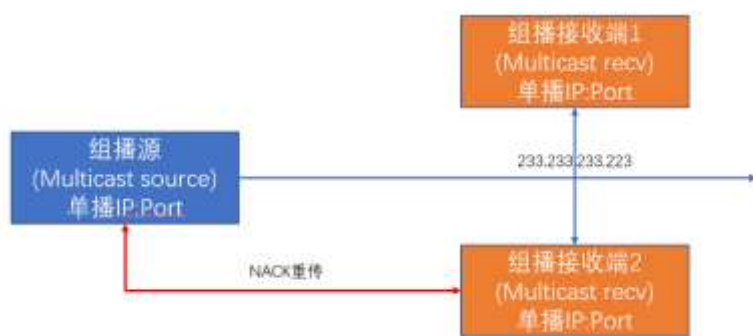 组播接收端1
(Multicast recv)
单播IP:Port
组播源
(Multicast source)
单播IP:Port
233.233.233.223
NACK重传
组播接收端2
(Multicast recv)
单播IP:Port